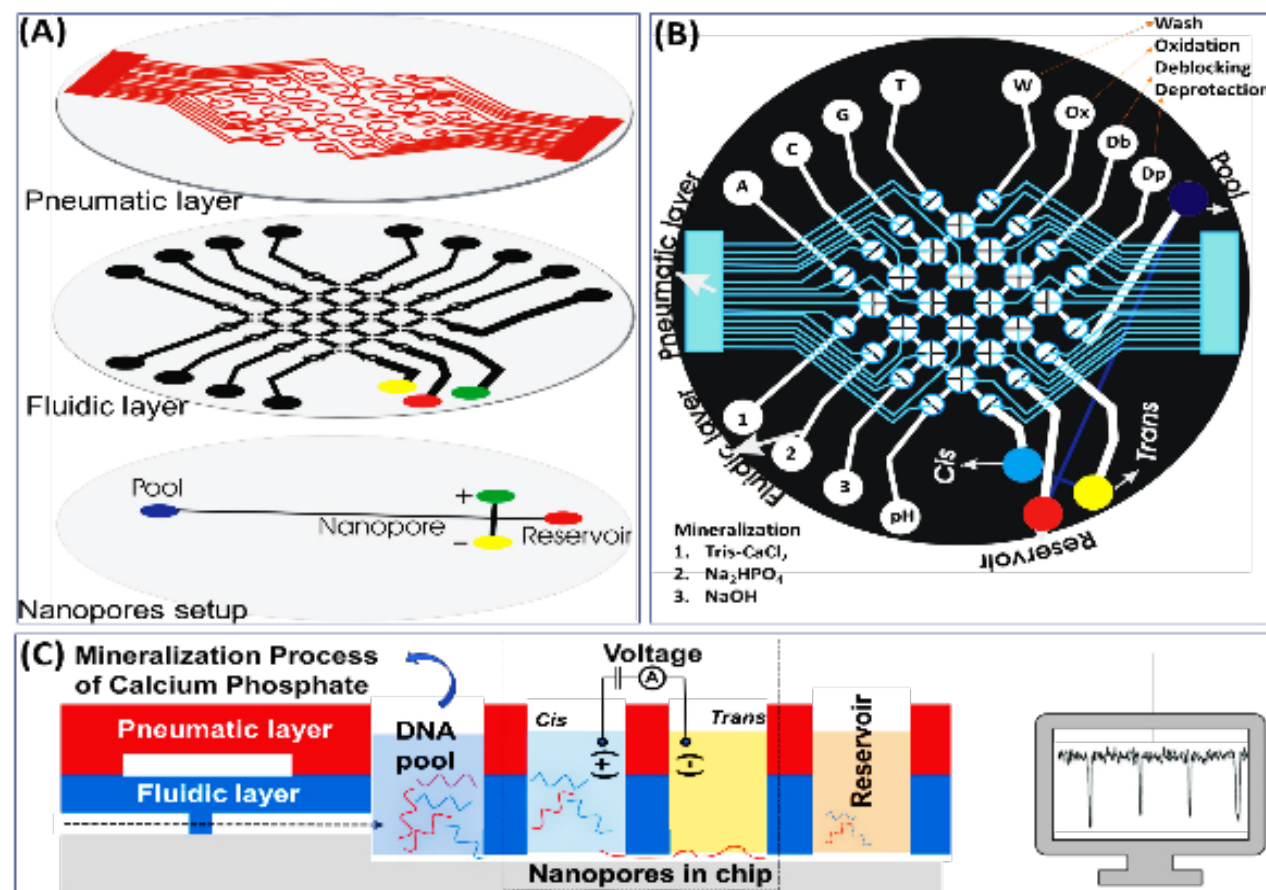 (A)
Pneumatic layer
Fluidic layer
Pool
+
Nanopore
−
Reservoir
Nanopores setup
(B)
Wash
Oxidation
Deblocking
Deprotection
T
W
G
Ox
C
Db
A
Dp
Pool
Pneumatic layer
1
Fluidic layer
2
3
pH
Cis
Trans
Reservoir
Mineralization
1. Tris-CaCl₂
2. Na₂HPO₄
3. NaOH
(C) Mineralization Process
of Calcium Phosphate
Voltage
A
Pneumatic layer
Fluidic layer
DNA
pool
Cis
(+)
(-)
Trans
Reservoir
Nanopores in chip